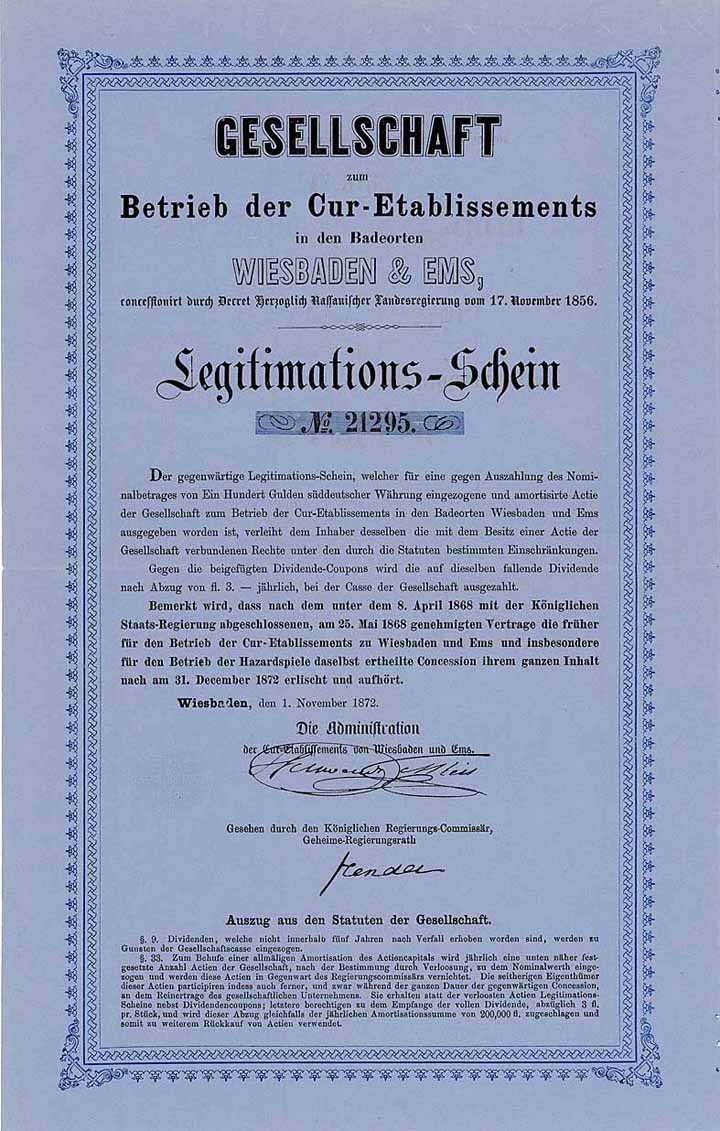 GESELLSCHAFT
zum
Betrieb der Cur-Etablissements
in den Badeorten
WIESBADEN & EMS,
concessionirt durch Decret Herzoglich Nassauischer Landesregierung vom 17. November 1856.
Legitimations-Schein
№ 21295.
Der gegenwärtige Legitimations-Schein, welcher für eine gegen Auszahlung des Nomi-
nalbetrages von Ein Hundert Gulden süddeutscher Währung eingezogene und amortisirte Actie
der Gesellschaft zum Betrieb der Cur-Etablissements in den Badeorten Wiesbaden und Ems
ausgegeben worden ist, verleiht dem Inhaber desselben die mit dem Besitz einer Actie der
Gesellschaft verbundenen Rechte unter den durch die Statuten bestimmten Einschränkungen.
Gegen die beigefügten Dividende-Coupons wird die auf dieselben fallende Dividende
nach Abzug von fl. 3. — jährlich, bei der Casse der Gesellschaft ausgezahlt.
Bemerkt wird, dass nach dem unter dem 8. April 1868 mit der Königlichen
Staats-Regierung abgeschlossenen, am 25. Mai 1868 genehmigten Vertrage die früher
für den Betrieb der Cur-Etablissements zu Wiesbaden und Ems und insbesondere
für den Betrieb der Hazardspiele daselbst ertheilte Concession ihrem ganzen Inhalt
nach am 31. December 1872 erlischt und aufhört.
Wiesbaden, den 1. November 1872.
Die Administration
der Cur-Etablissements von Wiesbaden und Ems.
Gesehen durch den Königlichen Regierungs-Commissär,
Geheime-Regierungsrath
Auszug aus den Statuten der Gesellschaft.
§. 9. Dividenden, welche nicht innerhalb fünf Jahren nach Verfall erhoben worden sind, werden zu
Gunsten der Gesellschaftscasse eingezogen.
§. 33. Zum Behufe einer allmäligen Amortisation des Actiencapitals wird jährlich eine unten näher fest-
gesetzte Anzahl Actien der Gesellschaft, nach der Bestimmung durch Verloosung, zu dem Nominalwerth einge-
zogen und werden diese Actien in Gegenwart des Regierungscommissärs vernichtet. Die seitherigen Eigenthümer
dieser Actien participiren indess auch ferner, und zwar während der ganzen Dauer der gegenwärtigen Concession,
an dem Reinertrage des gesellschaftlichen Unternehmens. Sie erhalten statt der verloosten Actien Legitimations-
Scheine nebst Dividendencoupons; letztere berechtigen zu dem Empfange der vollen Dividende, abzüglich 3 fl.
pr. Stück, und wird dieser Abzug gleichfalls der jährlichen Amortisationssumme von 200,000 fl. zugeschlagen und
somit zu weiterem Rückkauf von Actien verwendet.